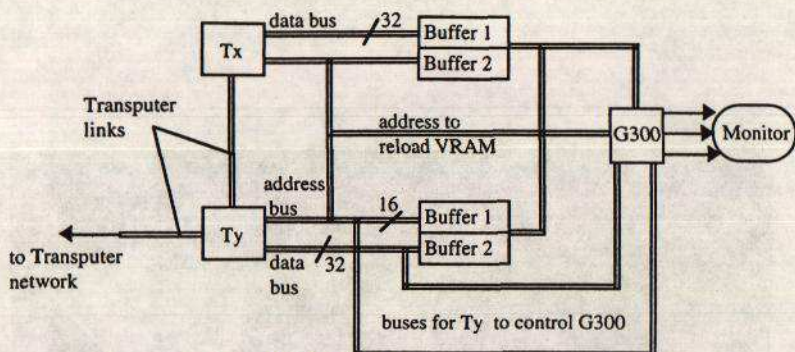 data bus
32
Tx
Buffer 1
Buffer 2
Transputer
links
address to
reload VRAM
G300
Monitor
address
bus
16
Ty
Buffer 1
Buffer 2
to Transputer
network
data
bus
32
buses for Ty to control G300